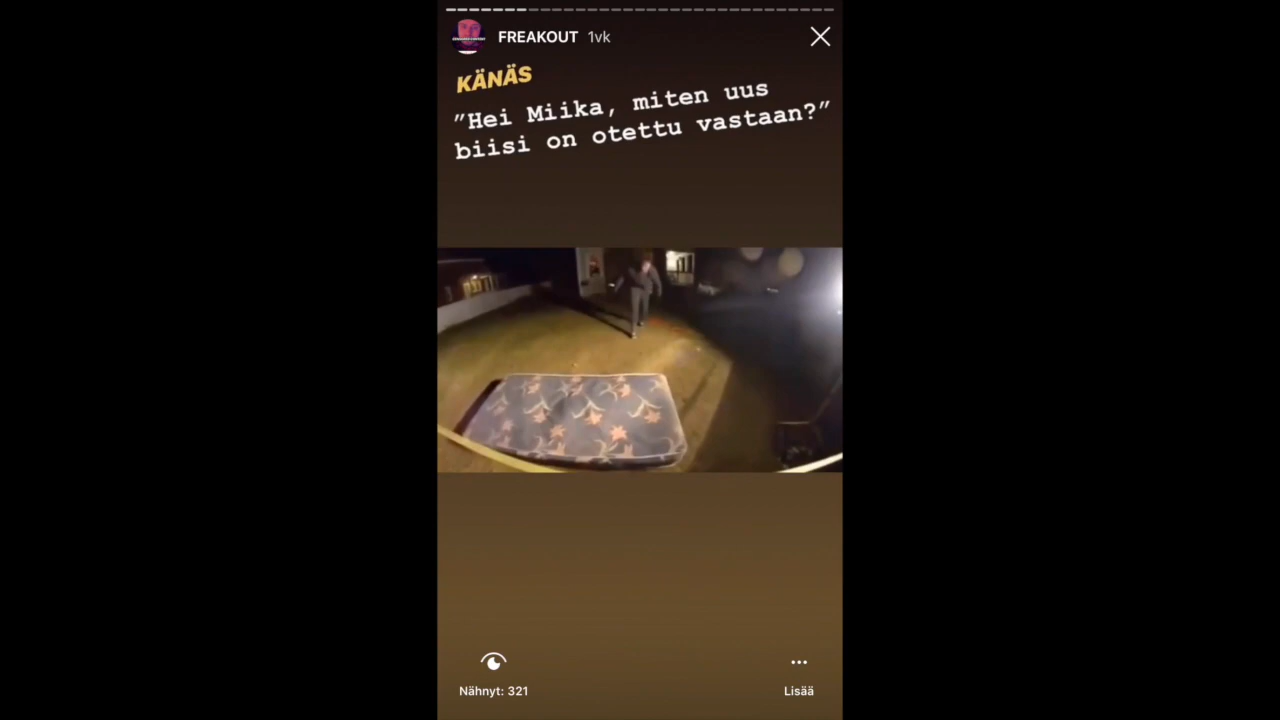 FREAKOUT 1vk
KÄNÄS
”Hei Miika, miten uus
biisi on otettu vastaan?”
Nähnyt: 321
Lisää